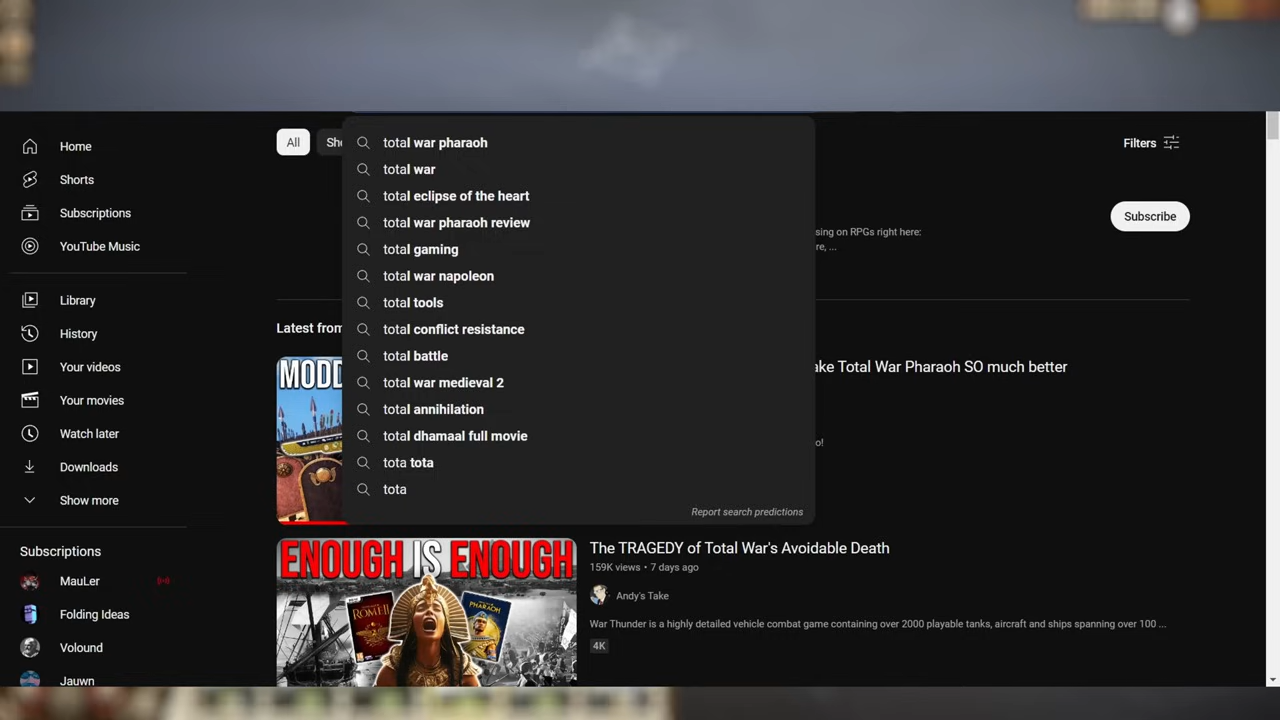 Home
Shorts
Subscriptions
YouTube Music
Library
History
Your videos
Your movies
Watch later
Downloads
Show more
Subscriptions
MauLer
Folding Ideas
Volound
Jauwn
All
Sho
total war pharaoh
total war
total eclipse of the heart
total war pharaoh review
total gaming
total war napoleon
total tools
total conflict resistance
total battle
total war medieval 2
total annihilation
total dhamaal full movie
tota tota
tota
Report search predictions
Filters
Subscribe
sing on RPGs right here:
re, ...
Latest from
MODD
ake Total War Pharaoh SO much better
o!
ENOUGH IS ENOUGH
ROME II
PHARAOH
The TRAGEDY of Total War's Avoidable Death
159K views • 7 days ago
Andy's Take
War Thunder is a highly detailed vehicle combat game containing over 2000 playable tanks, aircraft and ships spanning over 100 ...
4K